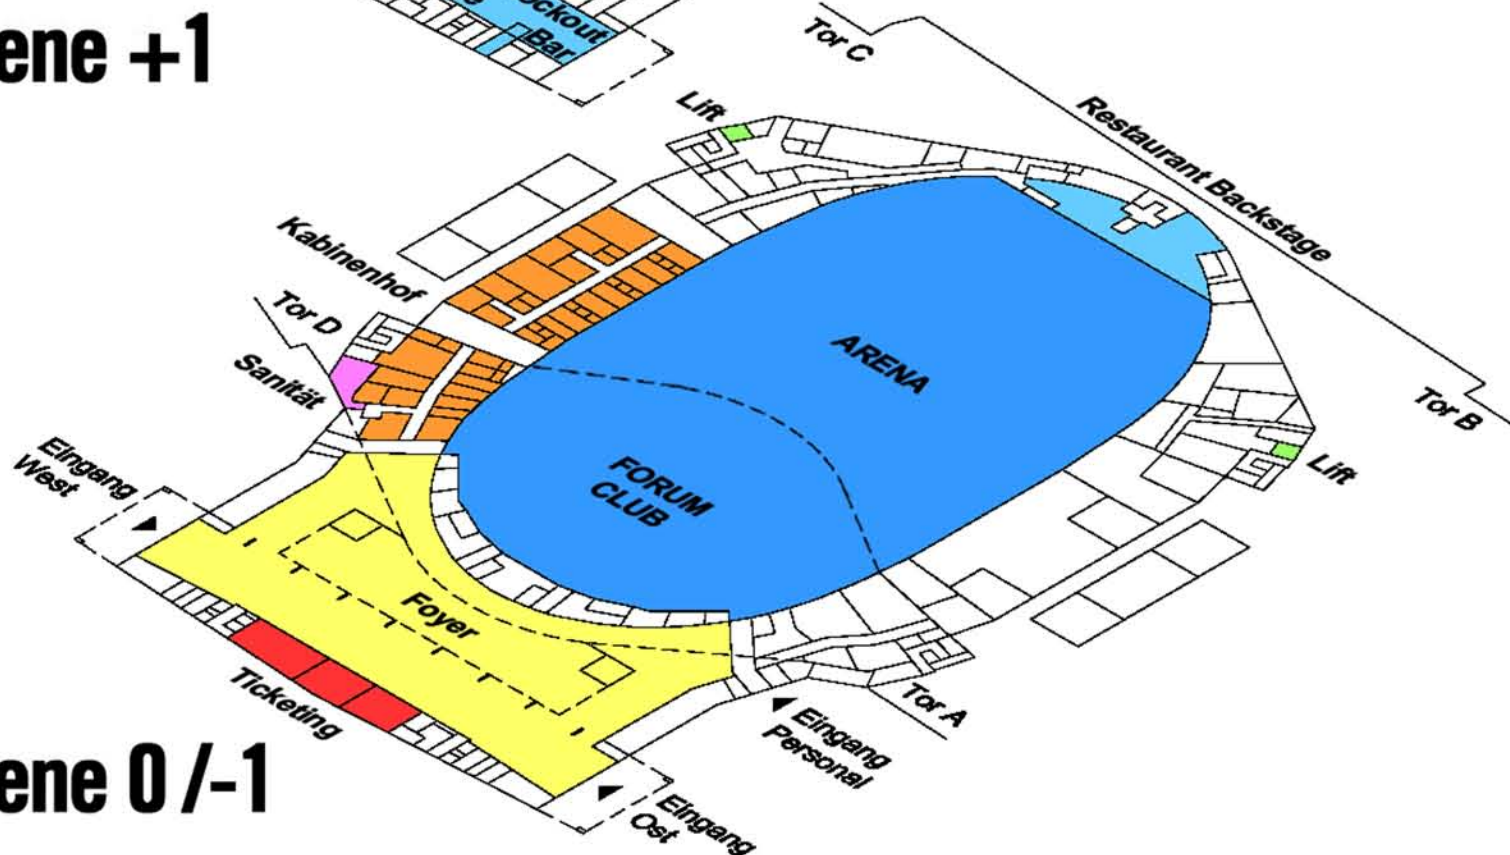 ockout
Bar
ene +1
Tor C
Lift
Restaurant Backstage
Kabinenhof
Tor D
Sanität
ARENA
Tor B
FORUM
CLUB
Lift
Eingang
West
Foyer
Ticketing
Tor A
Eingang
Personal
ene 0 /-1
Eingang
Ost